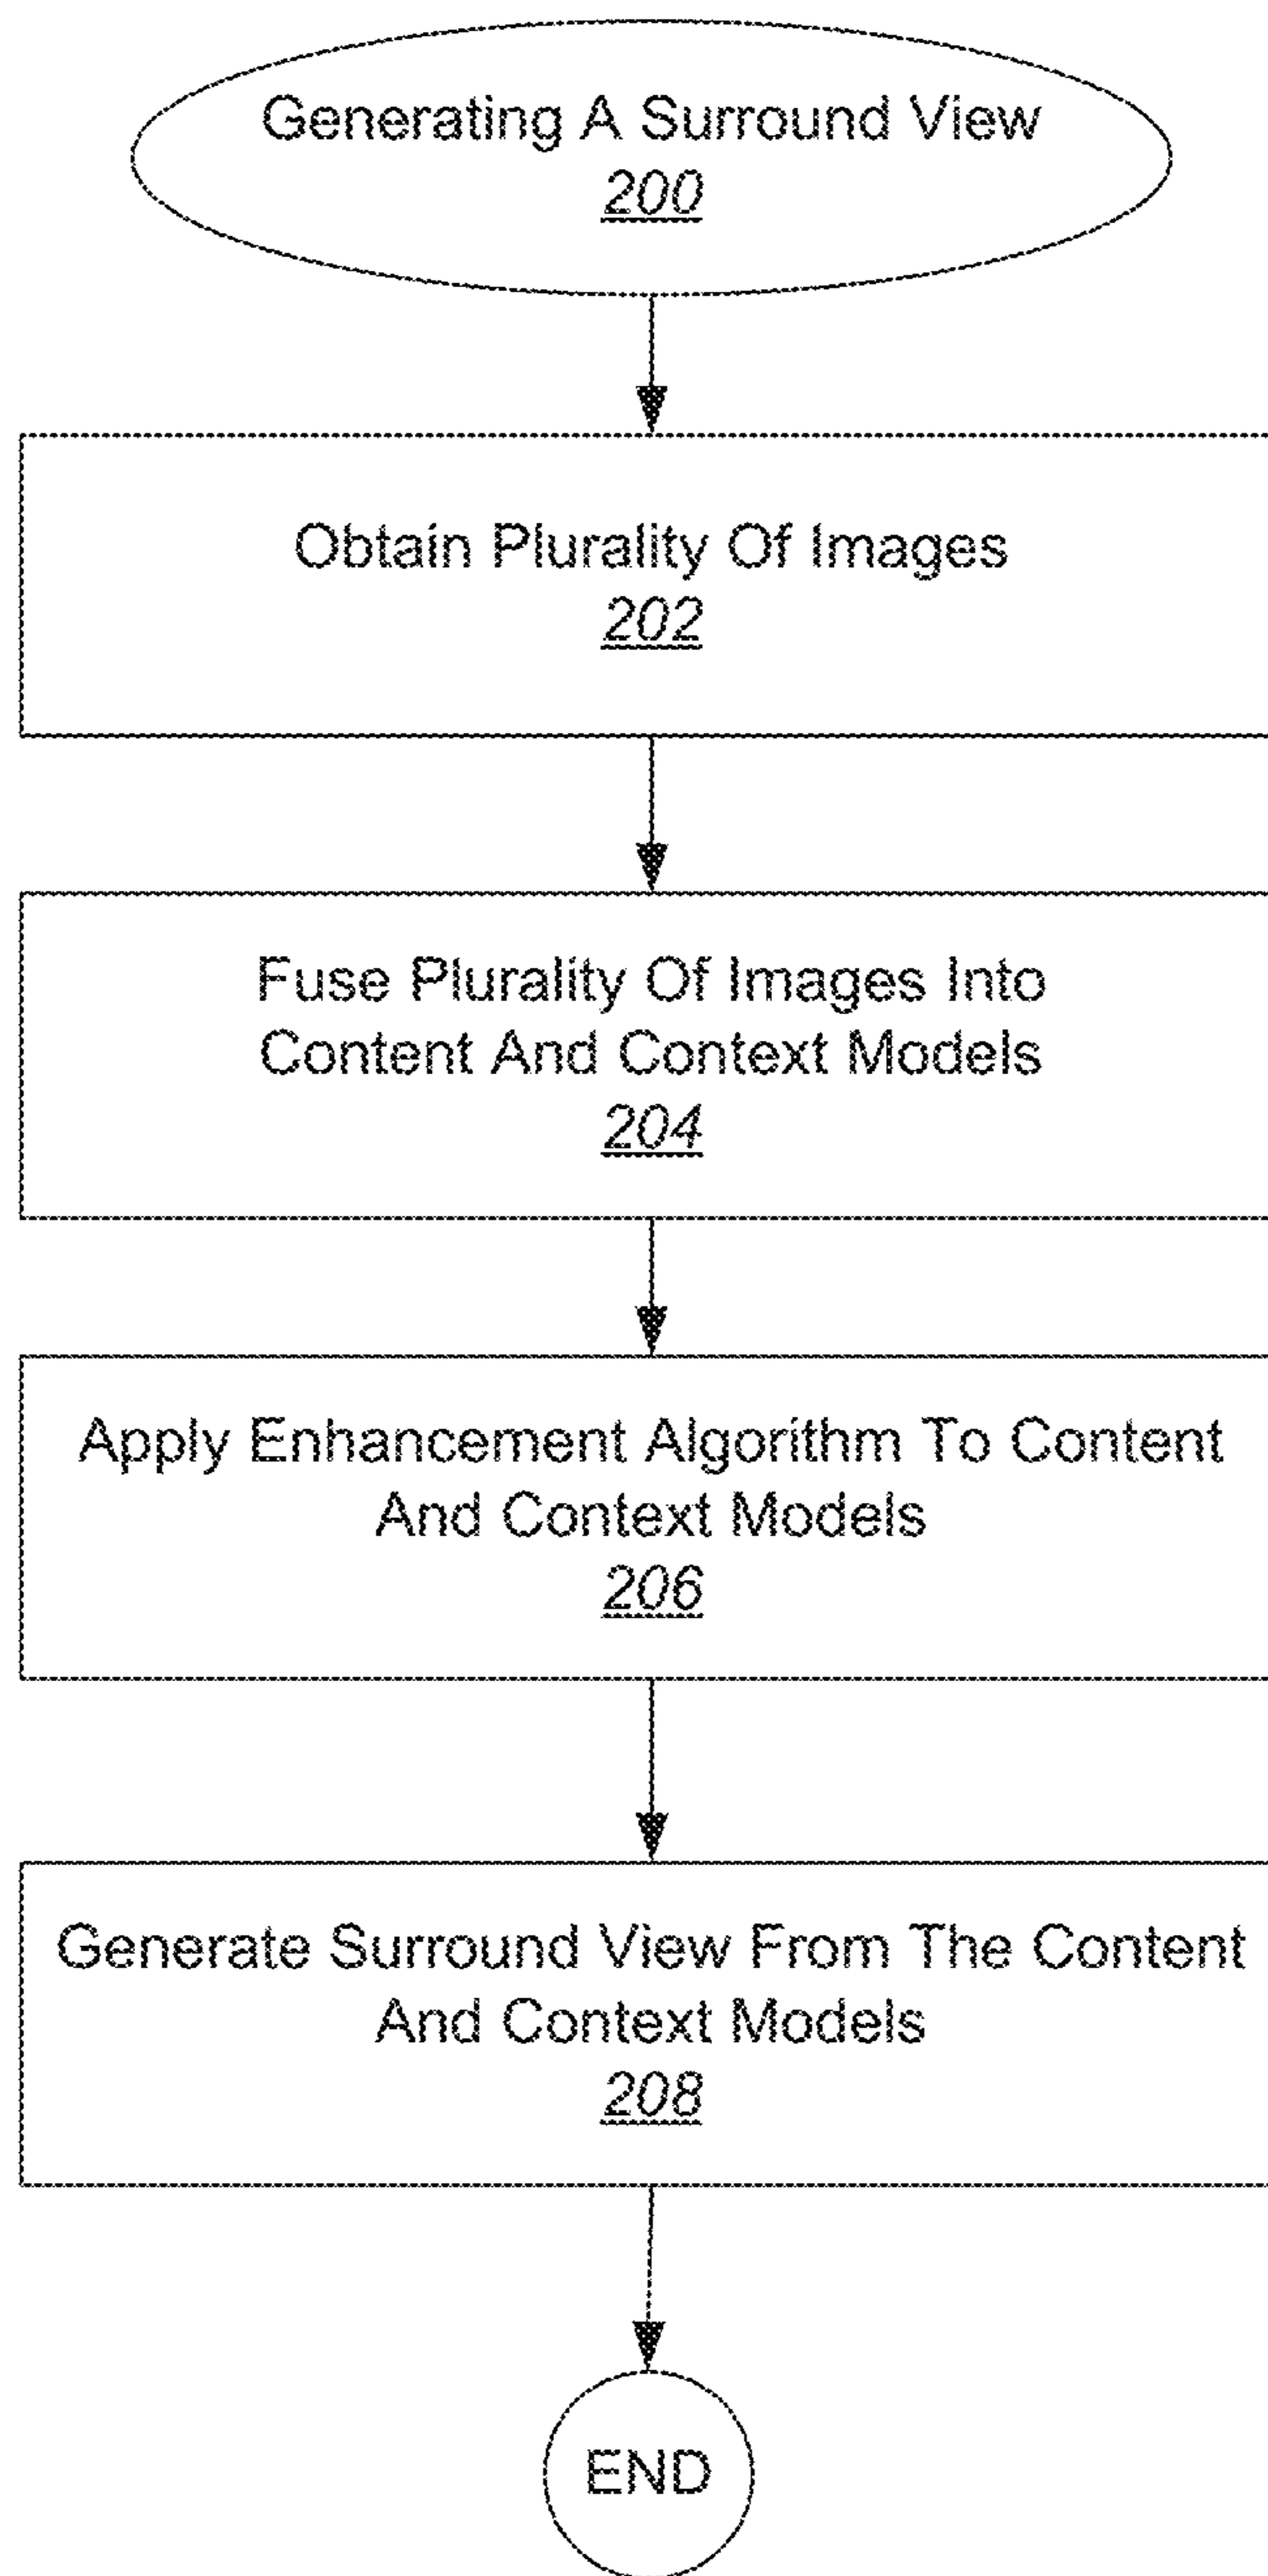 Generating A Surround View
200
Obtain Plurality Of Images
202
Fuse Plurality Of Images Into
Content And Context Models
204
Apply Enhancement Algorithm To Content
And Context Models
206
Generate Surround View From The Content
And Context Models
208
END